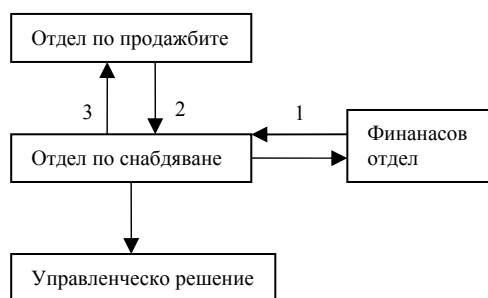 Отдел по продажбите
3
2
1
Отдел по снабдяване
Финанасов
отдел
Управленческо решение